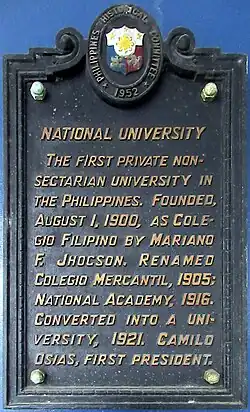 PHILIPPINES HISTORICAL COMMITTEE
1952
NATIONAL UNIVERSITY
THE FIRST PRIVATE NON-
SECTARIAN UNIVERSITY IN
THE PHILIPPINES. FOUNDED,
AUGUST 1, 1900, AS COLE-
GIO FILIPINO BY MARIANO
F. JHOCSON. RENAMED
COLEGIO MERCANTIL, 1905;
NATIONAL ACADEMY, 1916.
CONVERTED INTO A UNI-
VERSITY, 1921. CAMILO
OSIAS, FIRST PRESIDENT.